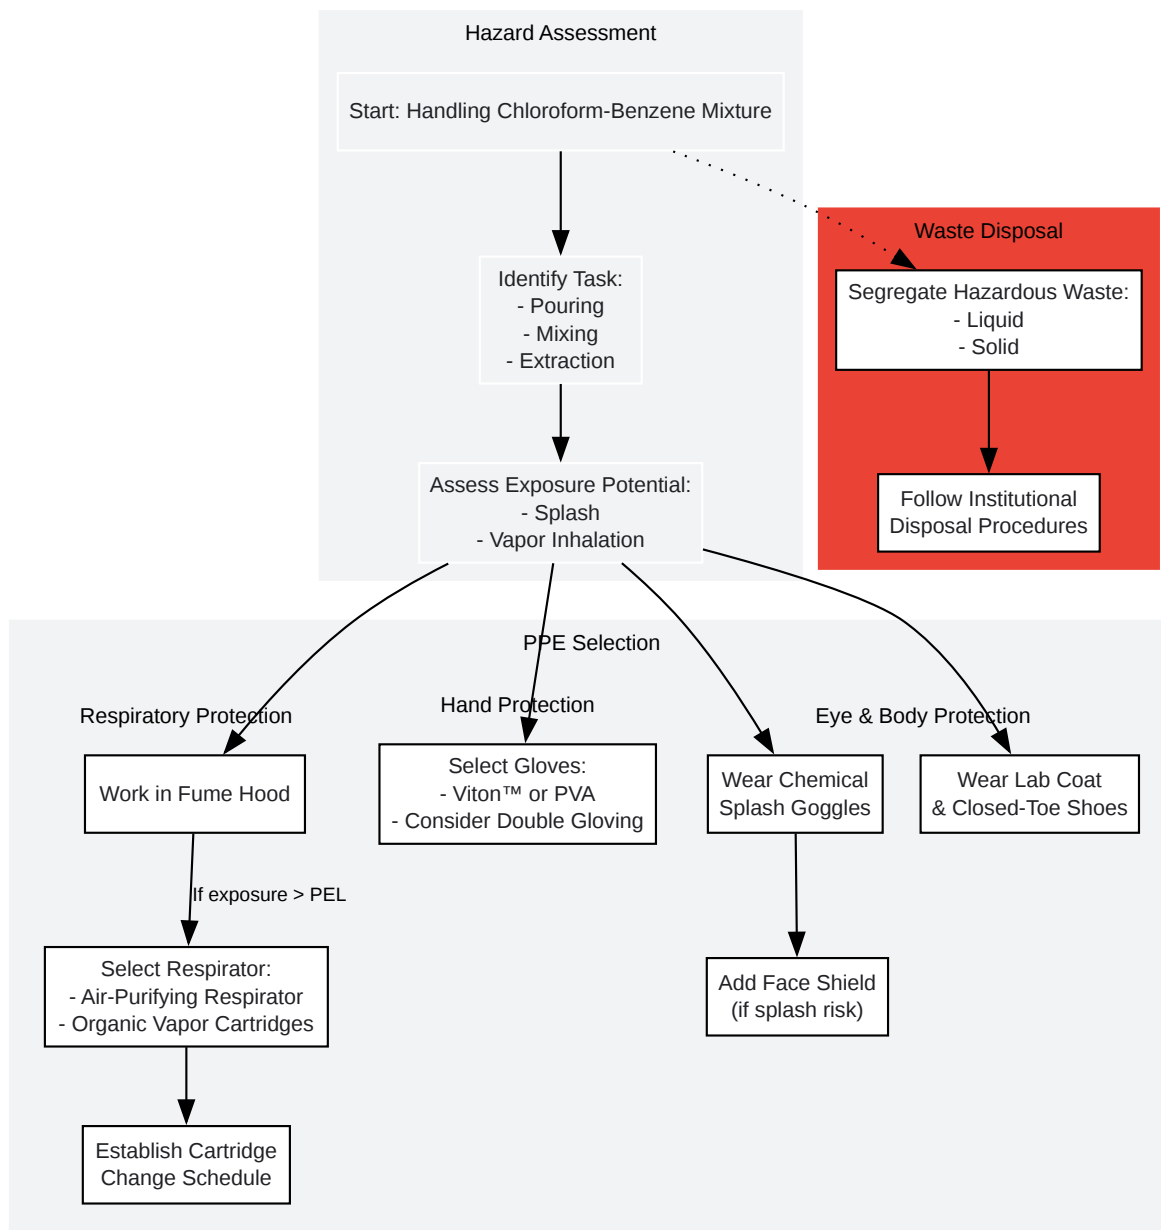 Hazard Assessment
Start: Handling Chloroform-Benzene Mixture
Identify Task:
- Pouring
- Mixing
- Extraction
Assess Exposure Potential:
- Splash
- Vapor Inhalation
Waste Disposal
Segregate Hazardous Waste:
- Liquid
- Solid
Follow Institutional
Disposal Procedures
PPE Selection
Respiratory Protection
Work in Fume Hood
If exposure > PEL
Select Respirator:
- Air-Purifying Respirator
- Organic Vapor Cartridges
Establish Cartridge
Change Schedule
Hand Protection
Select Gloves:
- Viton™ or PVA
- Consider Double Gloving
Eye & Body Protection
Wear Chemical
Splash Goggles
Add Face Shield
(if splash risk)
Wear Lab Coat
& Closed-Toe Shoes